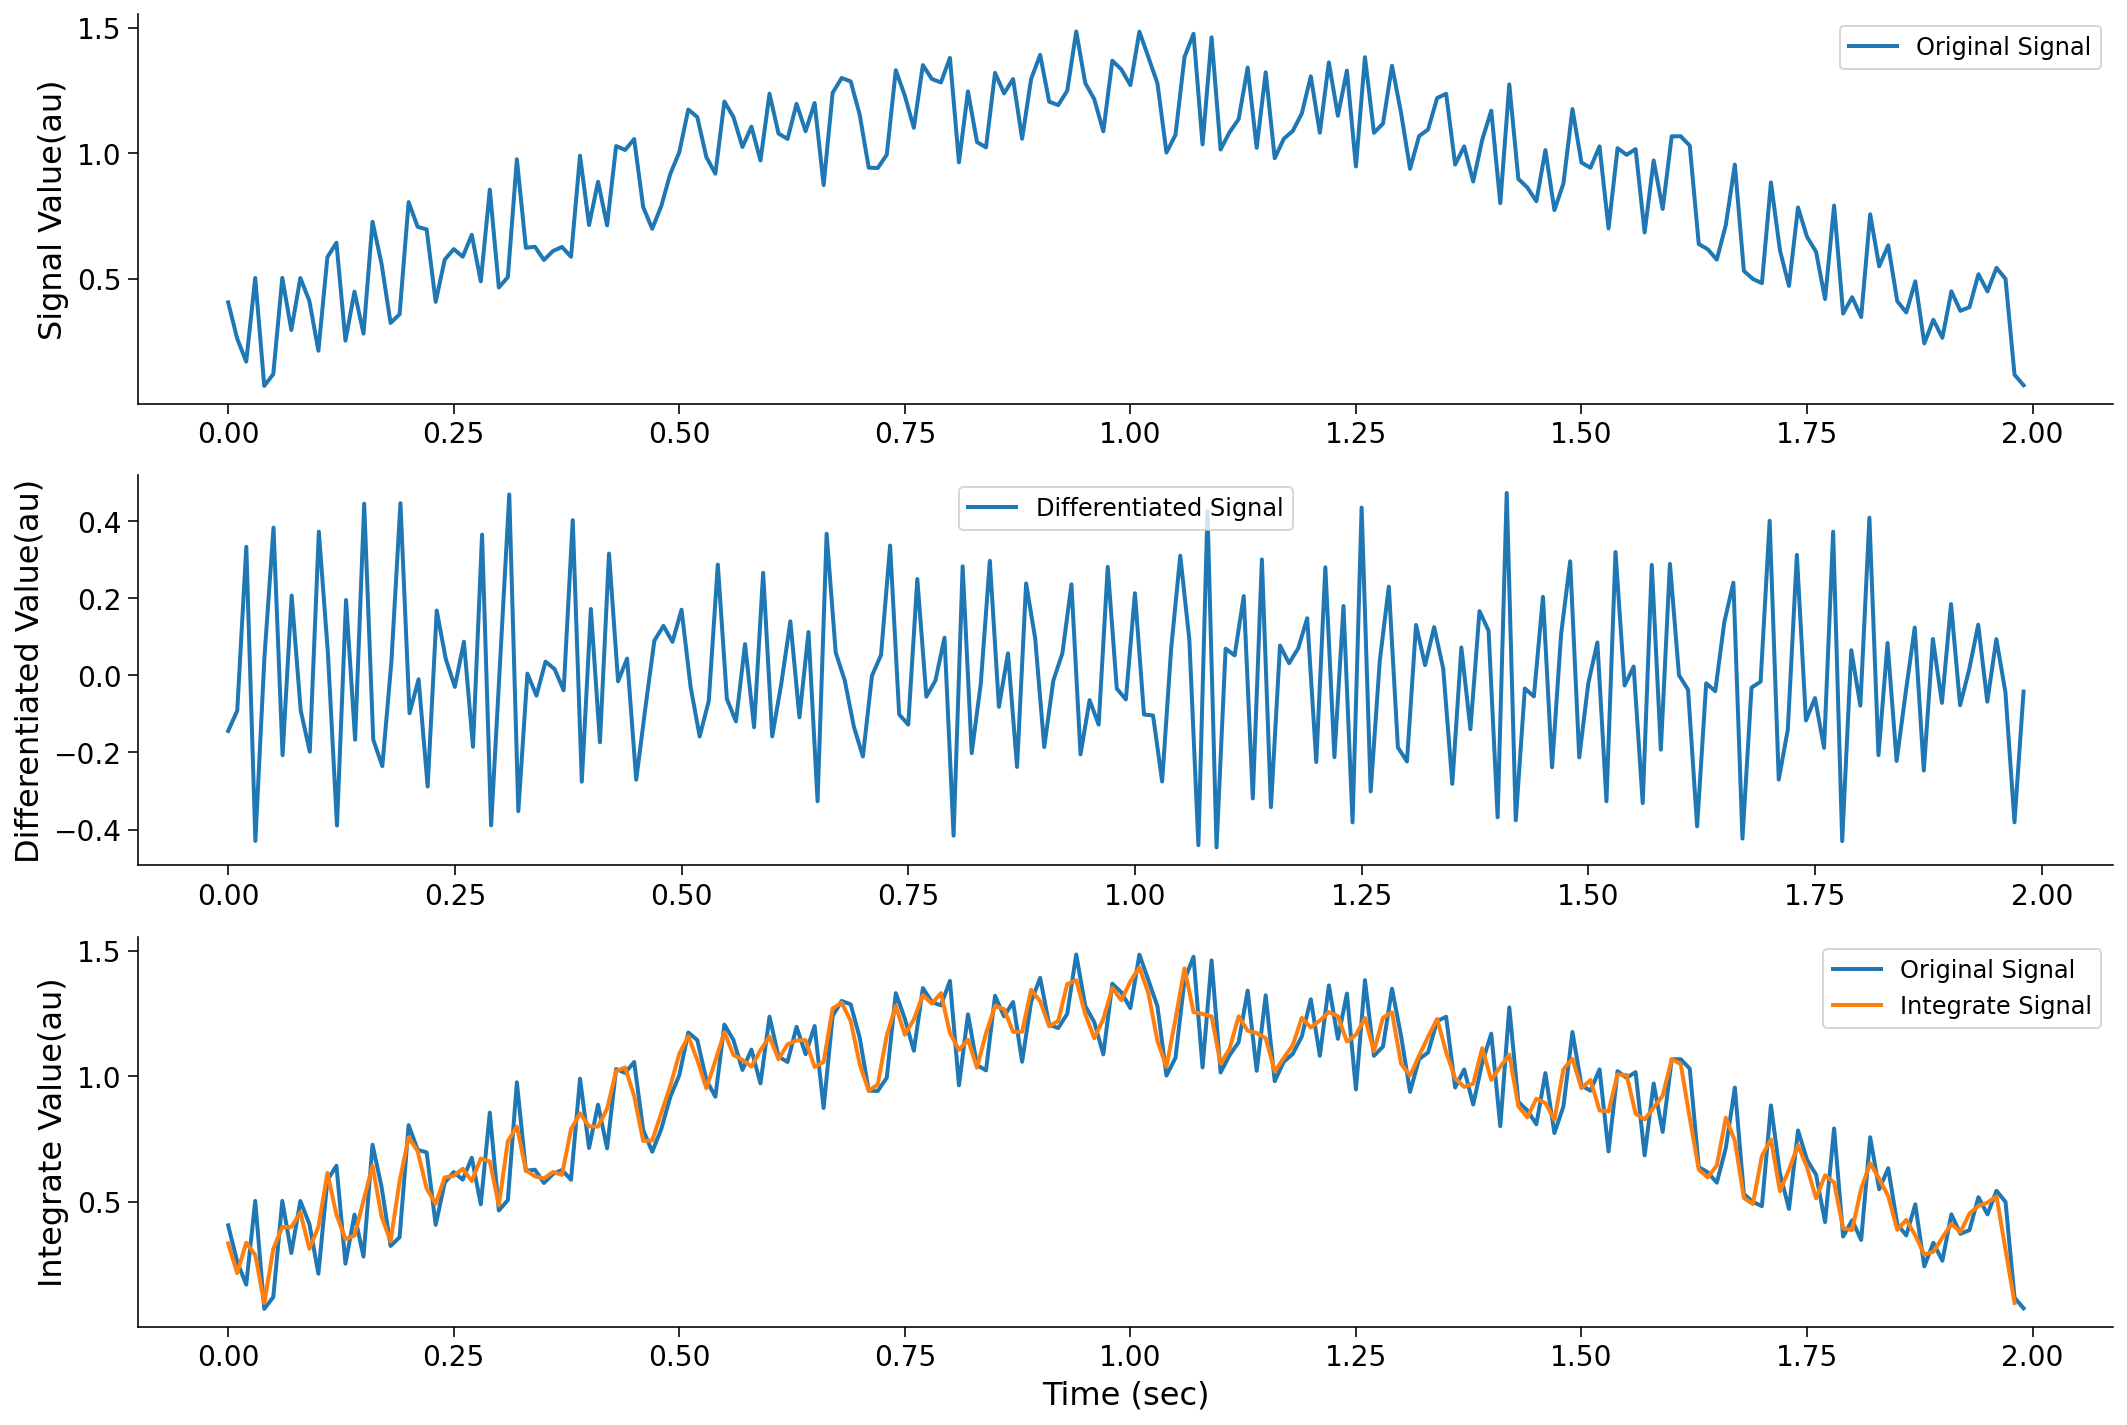 Signal Value(au)
1.5
1.0
0.5
Original Signal
0.00 0.25 0.50 0.75 1.00 1.25 1.50 1.75 2.00
Differentiated Value(au)
0.4
0.2
0.0
−0.2
−0.4
Differentiated Signal
0.00 0.25 0.50 0.75 1.00 1.25 1.50 1.75 2.00
Integrate Value(au)
1.5
1.0
0.5
Original Signal
Integrate Signal
0.00 0.25 0.50 0.75 1.00 1.25 1.50 1.75 2.00
Time (sec)